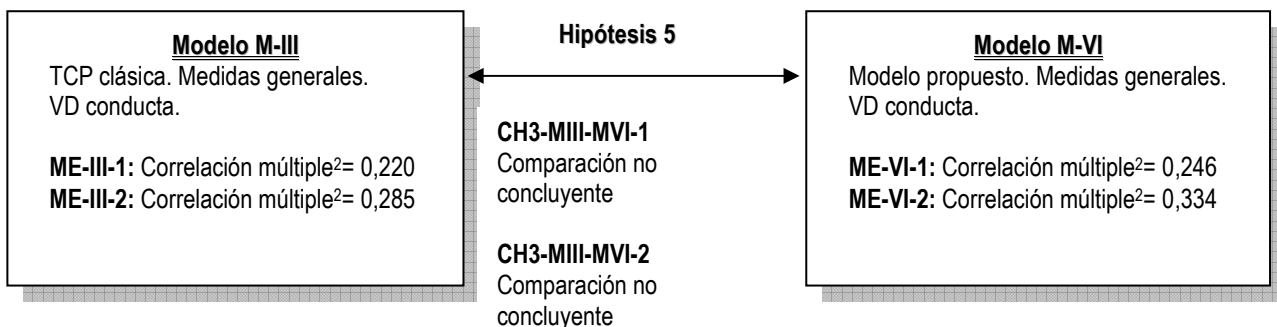 Modelo M-III
TCP clásica. Medidas generales.
VD conducta.
ME-III-1: Correlación múltiple²= 0,220
ME-III-2: Correlación múltiple²= 0,285
Hipótesis 5
CH3-MIII-MVI-1
Comparación no
concluyente
CH3-MIII-MVI-2
Comparación no
concluyente
Modelo M-VI
Modelo propuesto. Medidas generales.
VD conducta.
ME-VI-1: Correlación múltiple²= 0,246
ME-VI-2: Correlación múltiple²= 0,334